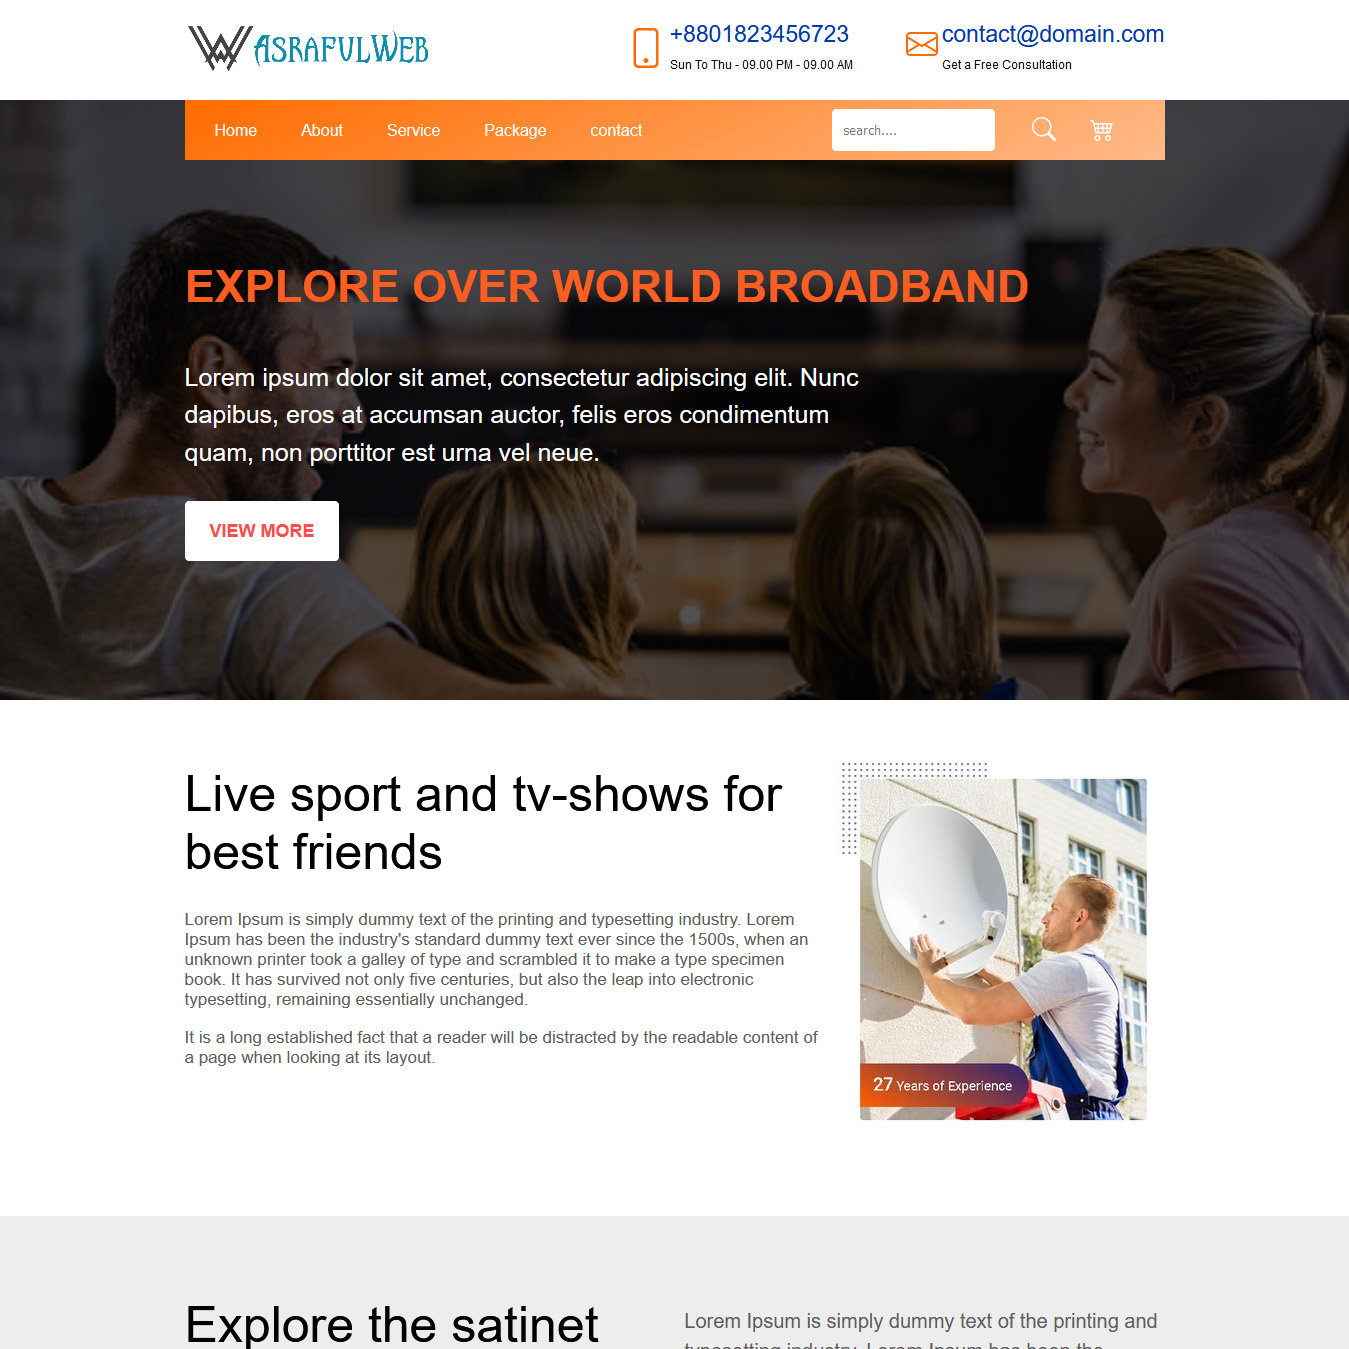 ASRAFULWEB
+8801823456723
Sun To Thu - 09.00 PM - 09.00 AM
contact@domain.com
Get a Free Consultation
Home About Service Package contact search....
EXPLORE OVER WORLD BROADBAND
Lorem ipsum dolor sit amet, consectetur adipiscing elit. Nunc
dapibus, eros at accumsan auctor, felis eros condimentum
quam, non porttitor est urna vel neue.
VIEW MORE
Live sport and tv-shows for
best friends
Lorem Ipsum is simply dummy text of the printing and typesetting industry. Lorem
Ipsum has been the industry's standard dummy text ever since the 1500s, when an
unknown printer took a galley of type and scrambled it to make a type specimen
book. It has survived not only five centuries, but also the leap into electronic
typesetting, remaining essentially unchanged.
It is a long established fact that a reader will be distracted by the readable content of
a page when looking at its layout.
27 Years of Experience
Explore the satinet
Lorem Ipsum is simply dummy text of the printing and
typesetting industry. Lorem Ipsum has been the